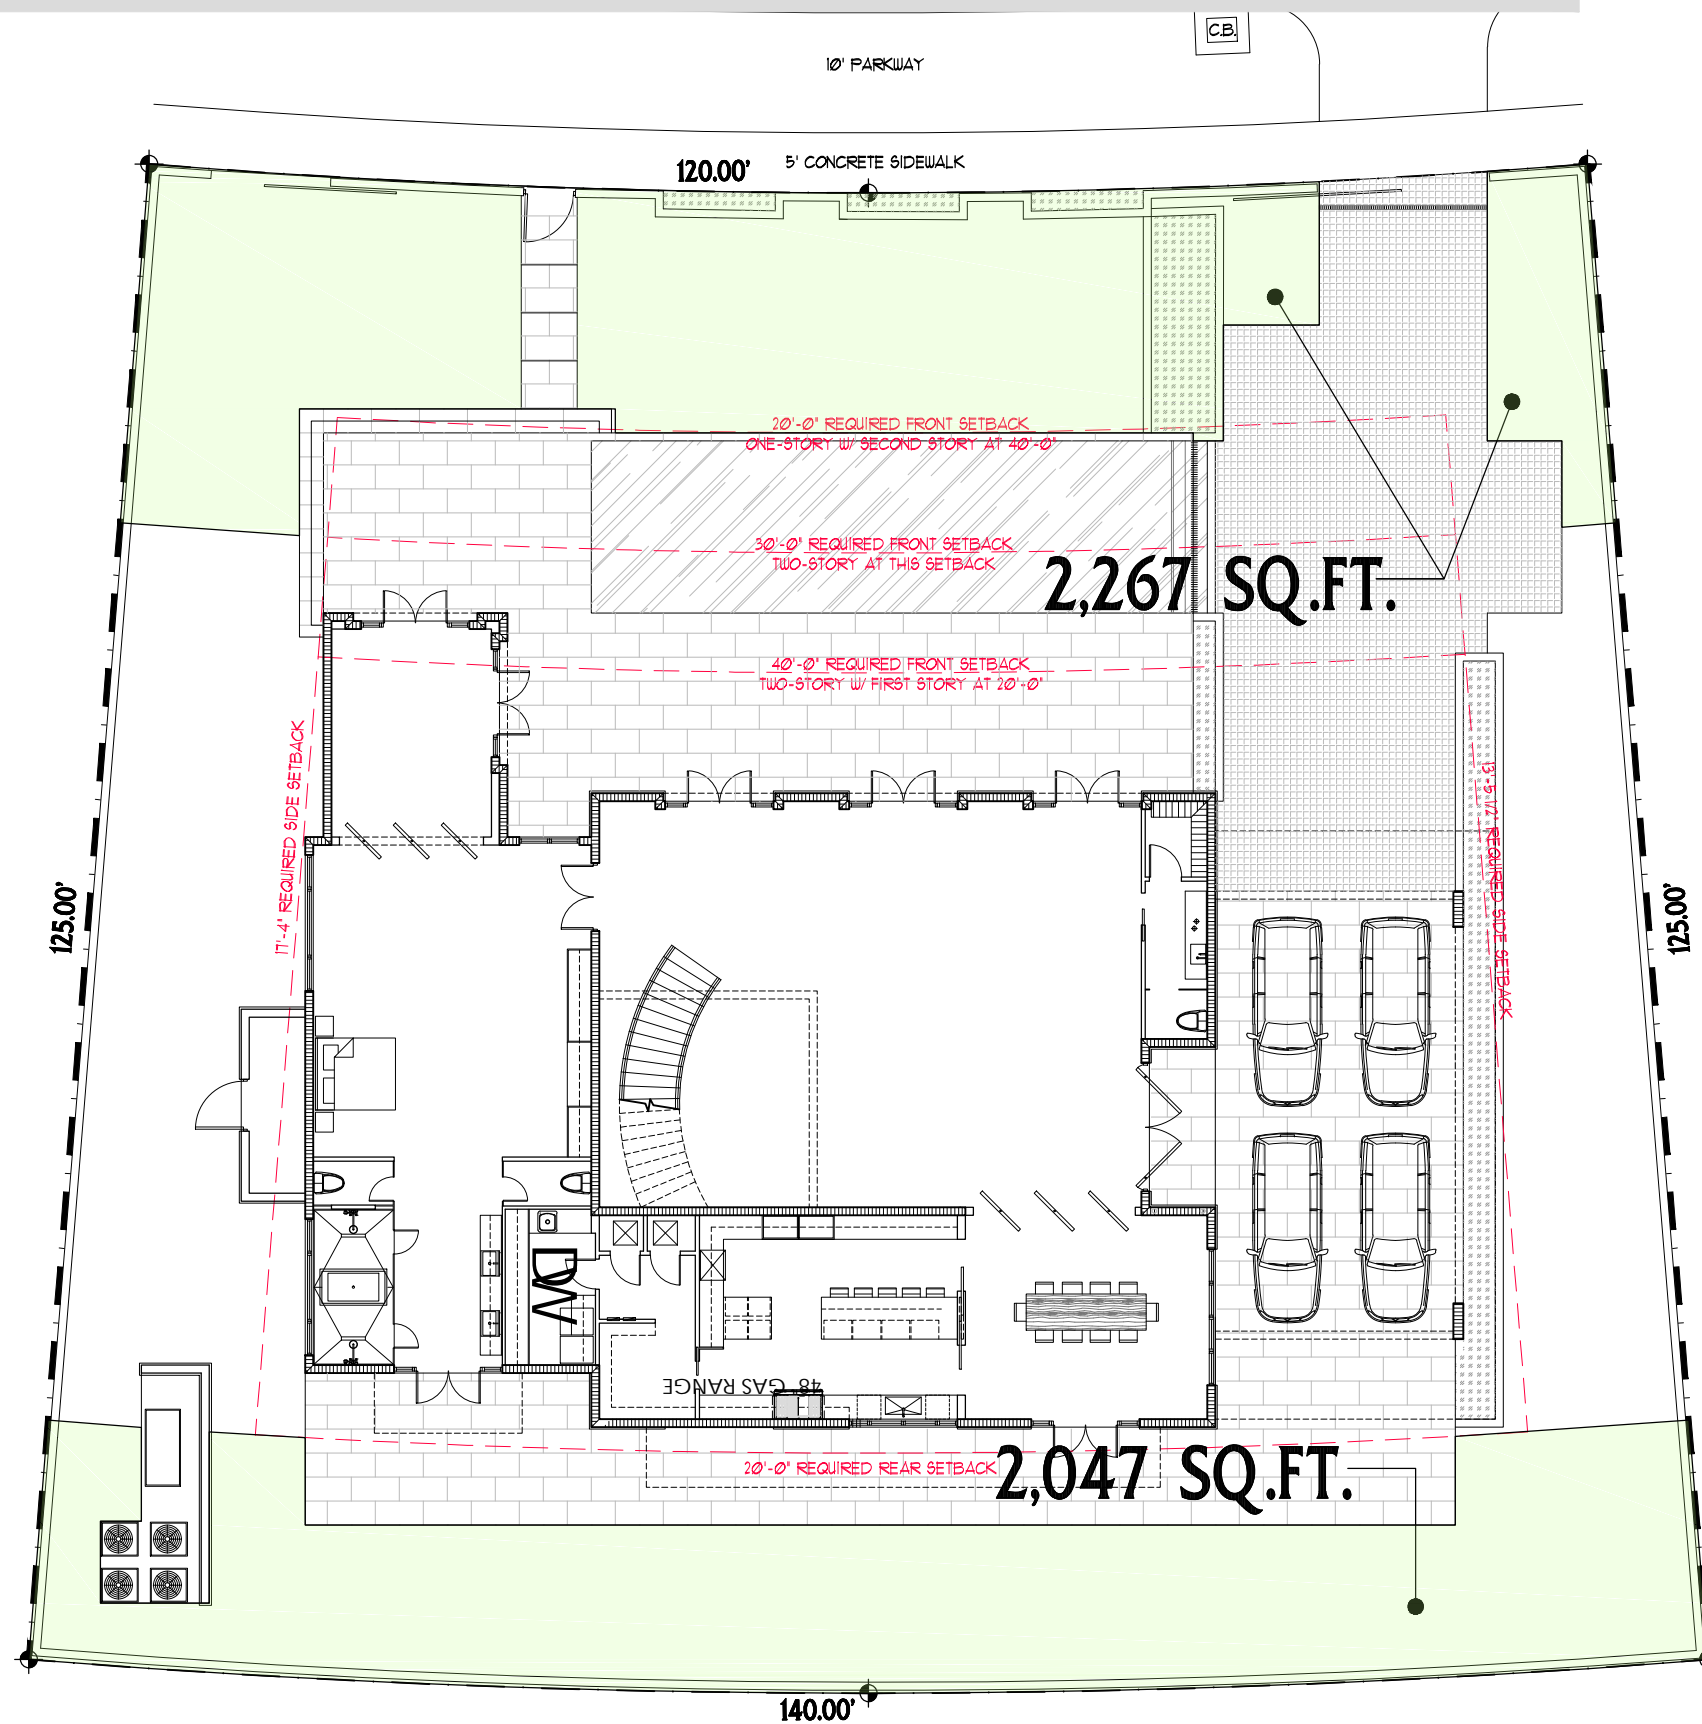 C.B.
10' PARKWAY
5' CONCRETE SIDEWALK
120.00'
20'-0" REQUIRED FRONT SETBACK
ONE-STORY W/ SECOND STORY AT 40'-0"
30'-0" REQUIRED FRONT SETBACK
TWO-STORY AT THIS SETBACK
2,267 SQ.FT.
40'-0" REQUIRED FRONT SETBACK
TWO-STORY W/ FIRST STORY AT 20'-0"
17'-4" REQUIRED SIDE SETBACK
13'-5 1/2" REQUIRED SIDE SETBACK
125.00'
125.00'
DW
48" GAS RANGE
20'-0" REQUIRED REAR SETBACK
2,047 SQ.FT.
140.00'